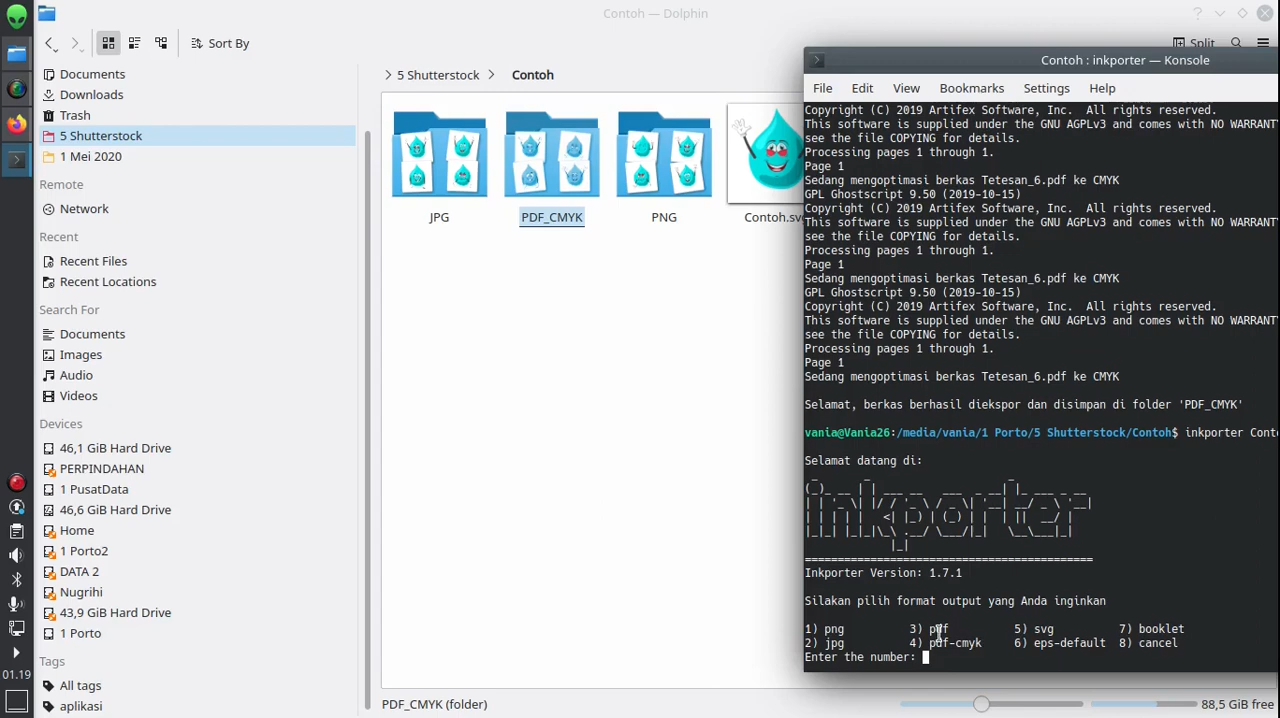 Contoh — Dolphin
Sort By
Split
Documents
Downloads
Trash
5 Shutterstock
1 Mei 2020
Remote
Network
Recent
Recent Files
Recent Locations
Search For
Documents
Images
Audio
Videos
Devices
46,1 GiB Hard Drive
PERPINDAHAN
1 PusatData
46,6 GiB Hard Drive
Home
1 Porto2
DATA 2
Nugrihi
43,9 GiB Hard Drive
1 Porto
Tags
All tags
aplikasi
01.19
5 Shutterstock > Contoh
JPG
PDF_CMYK
PNG
Contoh.svg
PDF_CMYK (folder)
88,5 GiB free
Contoh : inkporter — Konsole
File Edit View Bookmarks Settings Help
Copyright (C) 2019 Artifex Software, Inc.  All rights reserved.
This software is supplied under the GNU AGPLv3 and comes with NO WARRANT
see the file COPYING for details.
Processing pages 1 through 1.
Page 1
Sedang mengoptimasi berkas Tetesan_6.pdf ke CMYK
GPL Ghostscript 9.50 (2019-10-15)
Copyright (C) 2019 Artifex Software, Inc.  All rights reserved.
This software is supplied under the GNU AGPLv3 and comes with NO WARRANT
see the file COPYING for details.
Processing pages 1 through 1.
Page 1
Sedang mengoptimasi berkas Tetesan_6.pdf ke CMYK
GPL Ghostscript 9.50 (2019-10-15)
Copyright (C) 2019 Artifex Software, Inc.  All rights reserved.
This software is supplied under the GNU AGPLv3 and comes with NO WARRANTY
see the file COPYING for details.
Processing pages 1 through 1.
Page 1
Sedang mengoptimasi berkas Tetesan_6.pdf ke CMYK
Selamat, berkas berhasil diekspor dan disimpan di folder 'PDF_CMYK'
vania@Vania26:/media/vania/1 Porto/5 Shutterstock/Contoh$ inkporter Conto
Selamat datang di:
inkporter
Inkporter Version: 1.7.1
Silakan pilih format output yang Anda inginkan
1) png 3) pdf 5) svg 7) booklet
2) jpg 4) pdf-cmyk 6) eps-default 8) cancel
Enter the number: